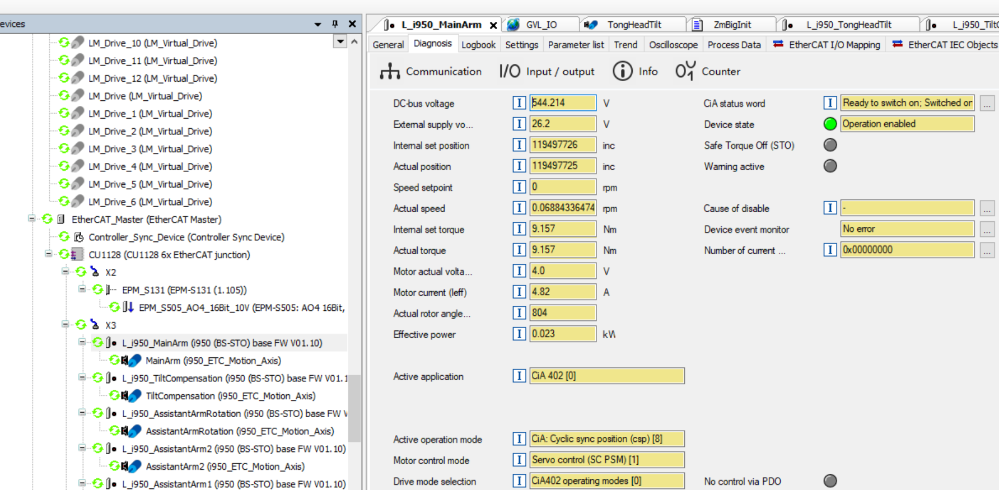 evices
LM_Drive_10 (LM_Virtual_Drive)
LM_Drive_11 (LM_Virtual_Drive)
LM_Drive_12 (LM_Virtual_Drive)
LM_Drive (LM_Virtual_Drive)
LM_Drive_1 (LM_Virtual_Drive)
LM_Drive_2 (LM_Virtual_Drive)
LM_Drive_3 (LM_Virtual_Drive)
LM_Drive_4 (LM_Virtual_Drive)
LM_Drive_5 (LM_Virtual_Drive)
LM_Drive_6 (LM_Virtual_Drive)
EtherCAT_Master (EtherCAT Master)
Controller_Sync_Device (Controller Sync Device)
CU1128 (CU1128 6x EtherCAT junction)
X2
EPM_S131 (EPM-S131 (1.105))
EPM_S505_AO4_16Bit_10V (EPM-S505: AO4 16Bit,
X3
L_i950_MainArm (i950 (BS-STO) base FW V01.10)
MainArm (i950_ETC_Motion_Axis)
L_i950_TiltCompensation (i950 (BS-STO) base FW V01.1
TiltCompensation (i950_ETC_Motion_Axis)
L_i950_AssistantArmRotation (i950 (BS-STO) base FW V
AssistantArmRotation (i950_ETC_Motion_Axis)
L_i950_AssistantArm2 (i950 (BS-STO) base FW V01.10)
AssistantArm2 (i950_ETC_Motion_Axis)
L_i950_AssistantArm1 (i950 (BS-STO) base FW V01.10)
L_i950_MainArm GVL_IO TongHeadTilt ZmBigInit L_i950_TongHeadTilt L_i950_TiltC
General Diagnosis Logbook Settings Parameter list Trend Oscilloscope Process Data EtherCAT I/O Mapping EtherCAT IEC Objects
Communication I/O Input / output Info Counter
DC-bus voltage I 544.214 V CiA status word I Ready to switch on; Switched on ...
External supply vo... I 26.2 V Device state Operation enabled
Internal set position I 119497726 inc Safe Torque Off (STO)
Actual position I 119497725 inc Warning active
Speed setpoint I 0 rpm
Actual speed I 0.06884336474 rpm Cause of disable I - ...
Internal set torque I 9.157 Nm Device event monitor No error ...
Actual torque I 9.157 Nm Number of current ... I 0x00000000 ...
Motor actual volta... I 4.0 V
Motor current (Ieff) I 4.82 A
Actual rotor angle... I 804
Effective power I 0.023 kW
Active application I CiA 402 [0]
Active operation mode I CiA: Cyclic sync position (csp) [8]
Motor control mode I Servo control (SC PSM) [1]
Drive mode selection I CiA402 operating modes [0] No control via PDO